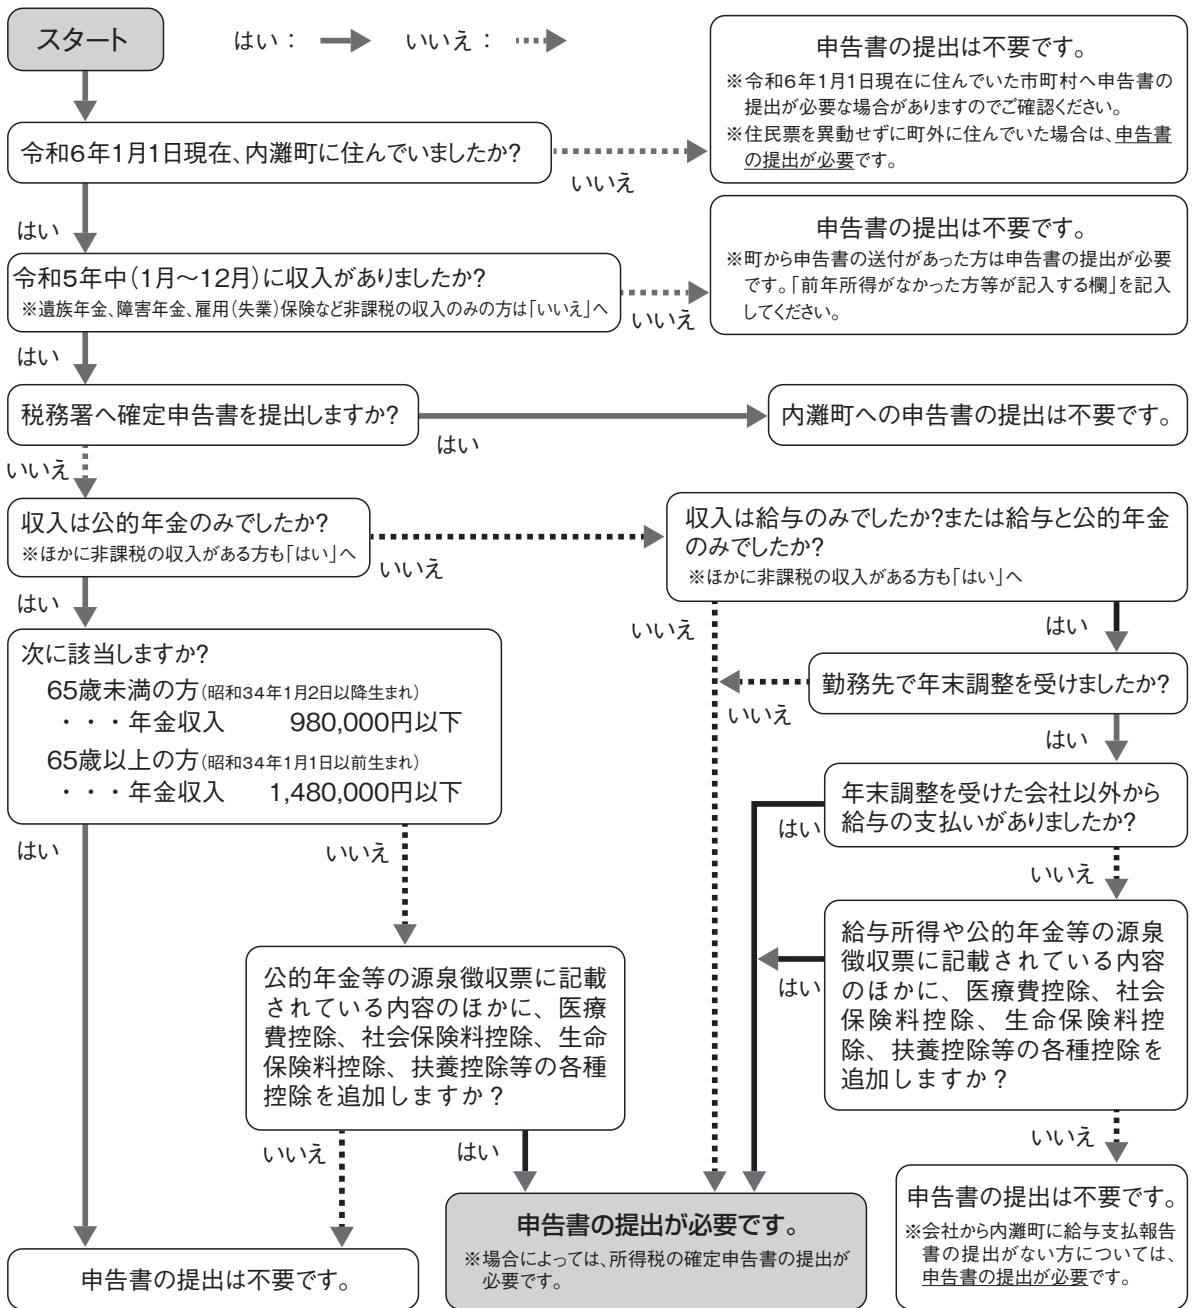 スタート
はい：
いいえ：
申告書の提出は不要です。
※令和6年1月1日現在に住んでいた市町村へ申告書の
提出が必要な場合がありますのでご確認ください。
※住民票を異動せずに町外に住んでいた場合は、申告書
の提出が必要です。
令和6年1月1日現在、内灘町に住んでいましたか?
いいえ
はい
申告書の提出は不要です。
※町から申告書の送付があった方は申告書の提出が必要
です。「前年所得がなかった方等が記入する欄」を記入
してください。
令和5年中（1月〜12月）に収入がありましたか?
※遺族年金、障害年金、雇用（失業）保険など非課税の収入のみの方は「いいえ」へ
いいえ
はい
税務署へ確定申告書を提出しますか?
はい
内灘町への申告書の提出は不要です。
いいえ
収入は公的年金のみでしたか?
※ほかに非課税の収入がある方も「はい」へ
いいえ
収入は給与のみでしたか?または給与と公的年金
のみでしたか?
※ほかに非課税の収入がある方も「はい」へ
はい
いいえ
はい
次に該当しますか?
65歳未満の方（昭和34年1月2日以降生まれ）
・・・年金収入 980,000円以下
65歳以上の方（昭和34年1月1日以前生まれ）
・・・年金収入 1,480,000円以下
勤務先で年末調整を受けましたか?
いいえ
はい
年末調整を受けた会社以外から
給与の支払いがありましたか?
はい
いいえ
はい
いいえ
給与所得や公的年金等の源泉
徴収票に記載されている内容
のほかに、医療費控除、社会
保険料控除、生命保険料控
除、扶養控除等の各種控除を
追加しますか？
はい
いいえ
公的年金等の源泉徴収票に記載
されている内容のほかに、医療
費控除、社会保険料控除、生命
保険料控除、扶養控除等の各種
控除を追加しますか？
いいえ
はい
申告書の提出は不要です。
※会社から内灘町に給与支払報告
書の提出がない方については、
申告書の提出が必要です。
申告書の提出が必要です。
※場合によっては、所得税の確定申告書の提出が
必要です。
申告書の提出は不要です。